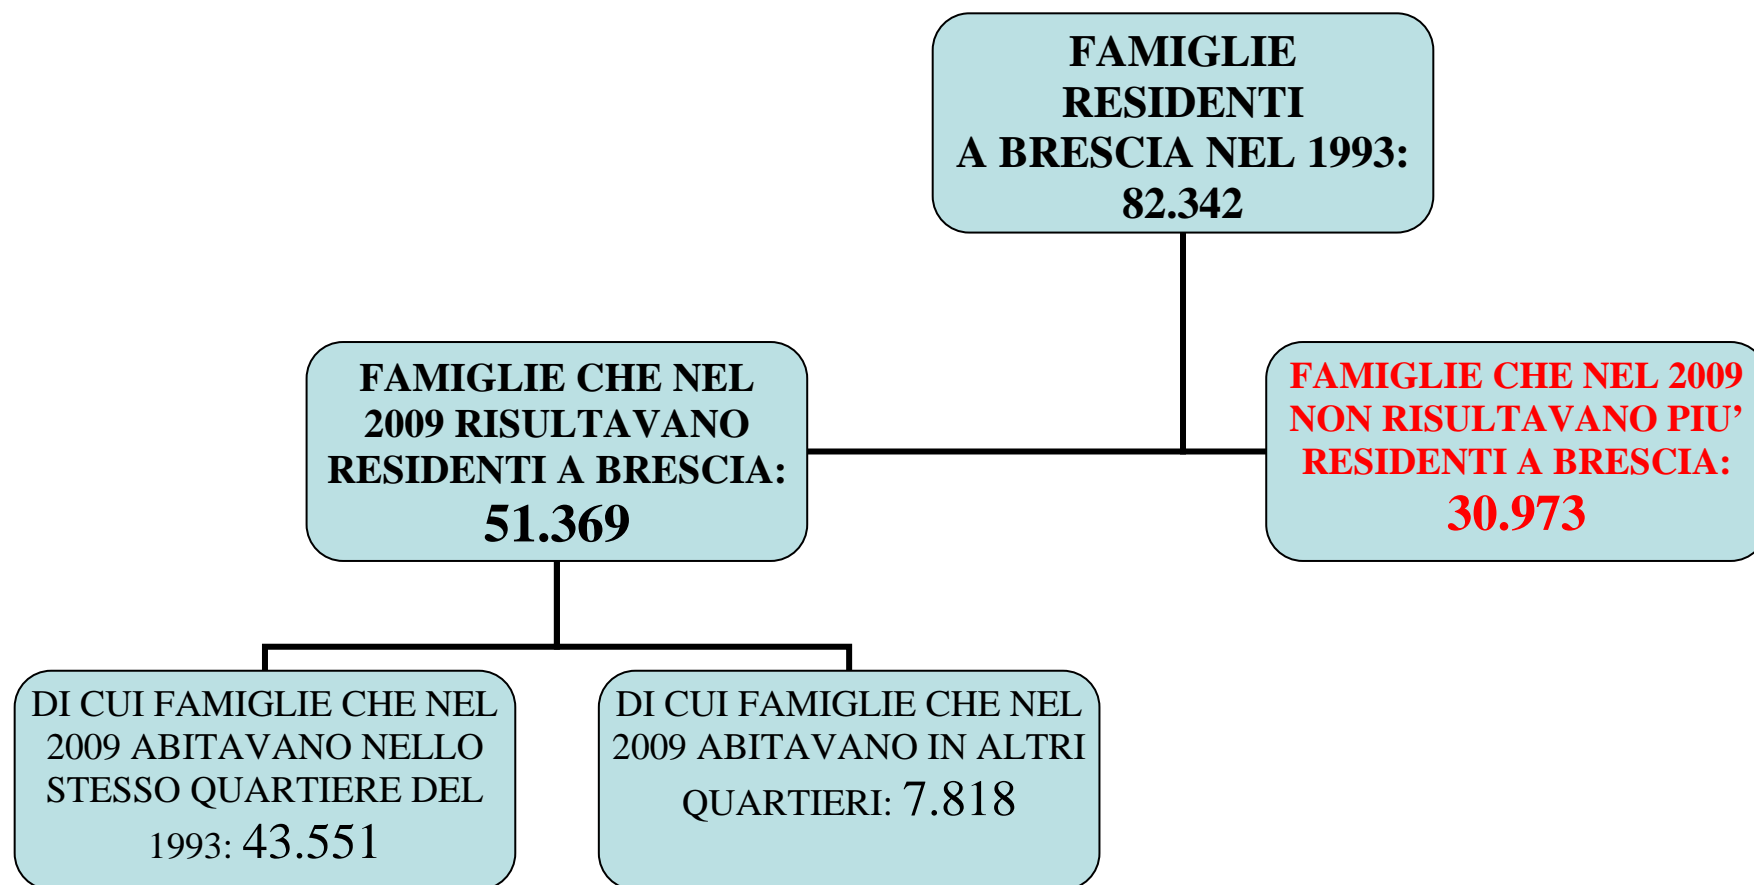 FAMIGLIE
RESIDENTI
A BRESCIA NEL 1993:
82.342
FAMIGLIE CHE NEL
2009 RISULTAVANO
RESIDENTI A BRESCIA:
51.369
FAMIGLIE CHE NEL 2009
NON RISULTAVANO PIU’
RESIDENTI A BRESCIA:
30.973
DI CUI FAMIGLIE CHE NEL
2009 ABITAVANO NELLO
STESSO QUARTIERE DEL
1993: 43.551
DI CUI FAMIGLIE CHE NEL
2009 ABITAVANO IN ALTRI
QUARTIERI: 7.818